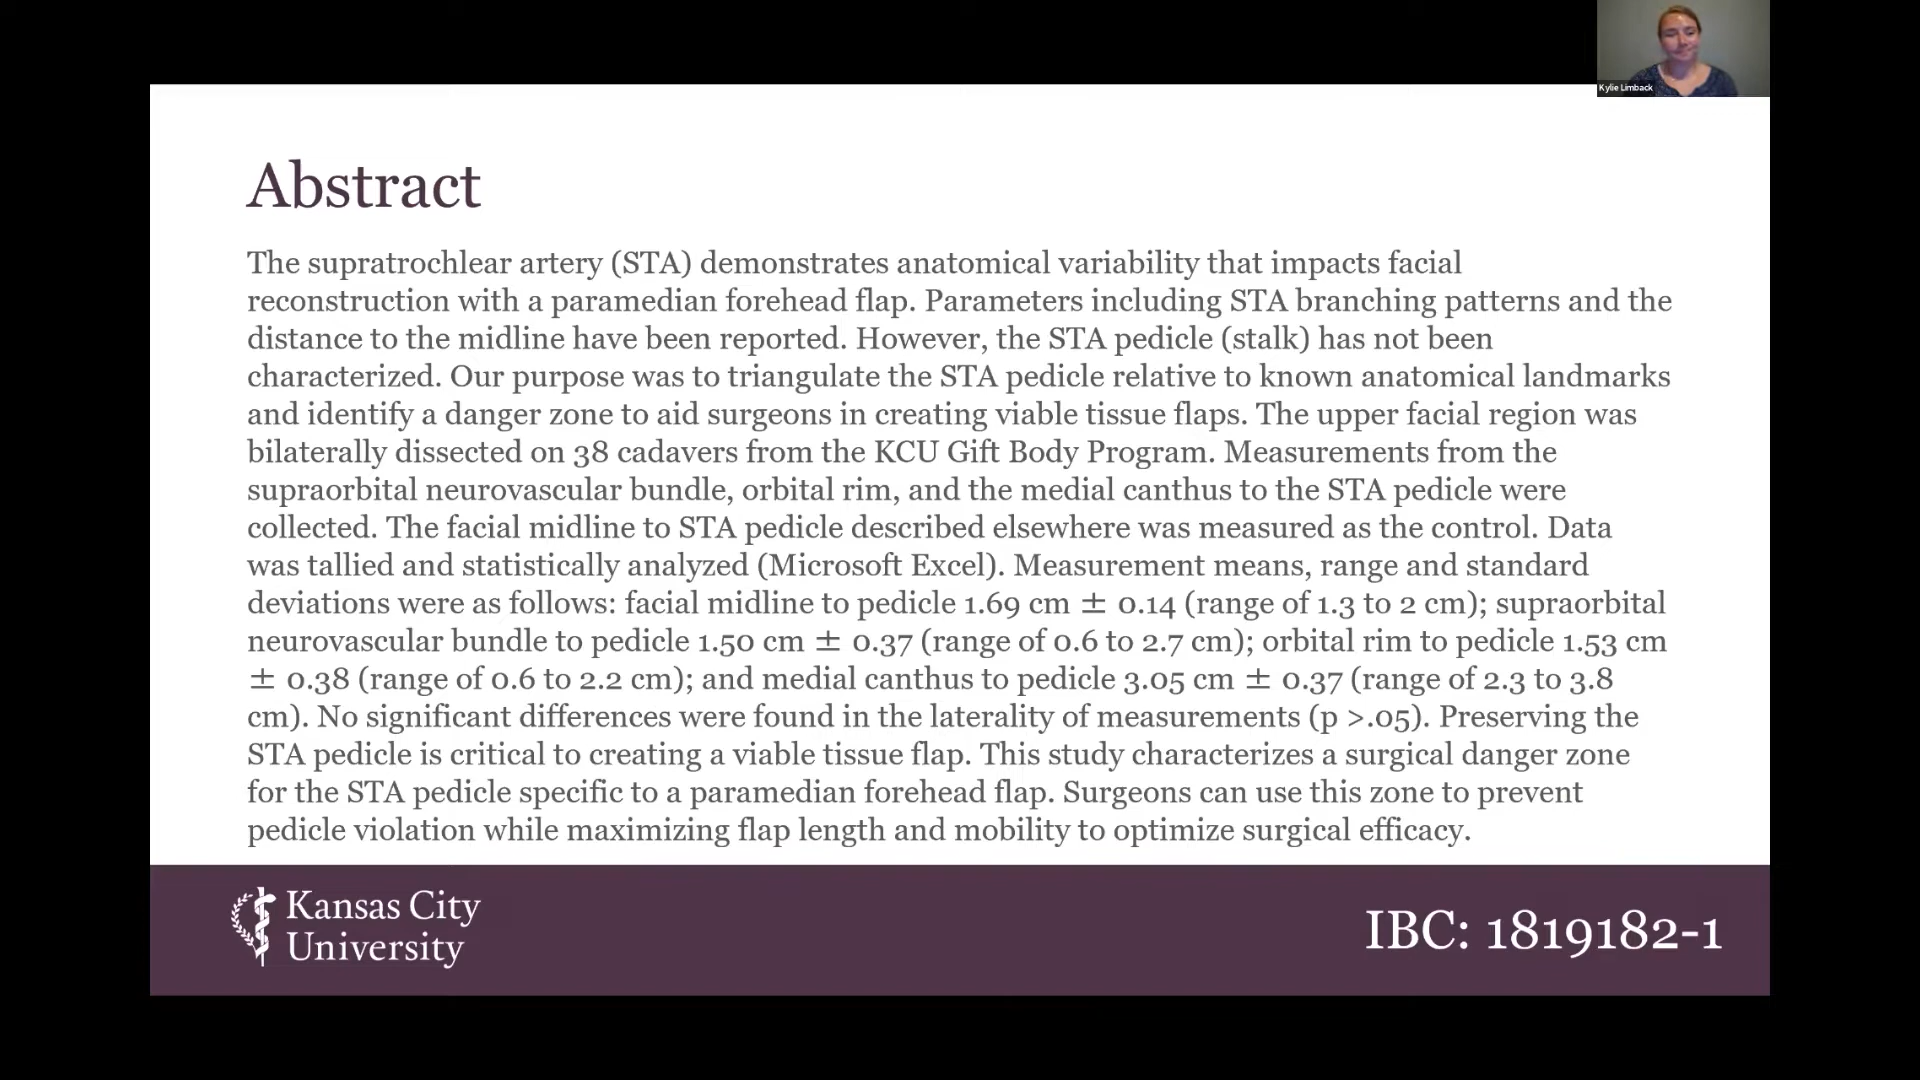 Kylie Limback
Abstract
The supratrochlear artery (STA) demonstrates anatomical variability that impacts facial
reconstruction with a paramedian forehead flap. Parameters including STA branching patterns and the
distance to the midline have been reported. However, the STA pedicle (stalk) has not been
characterized. Our purpose was to triangulate the STA pedicle relative to known anatomical landmarks
and identify a danger zone to aid surgeons in creating viable tissue flaps. The upper facial region was
bilaterally dissected on 38 cadavers from the KCU Gift Body Program. Measurements from the
supraorbital neurovascular bundle, orbital rim, and the medial canthus to the STA pedicle were
collected. The facial midline to STA pedicle described elsewhere was measured as the control. Data
was tallied and statistically analyzed (Microsoft Excel). Measurement means, range and standard
deviations were as follows: facial midline to pedicle 1.69 cm ± 0.14 (range of 1.3 to 2 cm); supraorbital
neurovascular bundle to pedicle 1.50 cm ± 0.37 (range of 0.6 to 2.7 cm); orbital rim to pedicle 1.53 cm
± 0.38 (range of 0.6 to 2.2 cm); and medial canthus to pedicle 3.05 cm ± 0.37 (range of 2.3 to 3.8
cm). No significant differences were found in the laterality of measurements (p >.05). Preserving the
STA pedicle is critical to creating a viable tissue flap. This study characterizes a surgical danger zone
for the STA pedicle specific to a paramedian forehead flap. Surgeons can use this zone to prevent
pedicle violation while maximizing flap length and mobility to optimize surgical efficacy.
Kansas City
University
IBC: 1819182-1